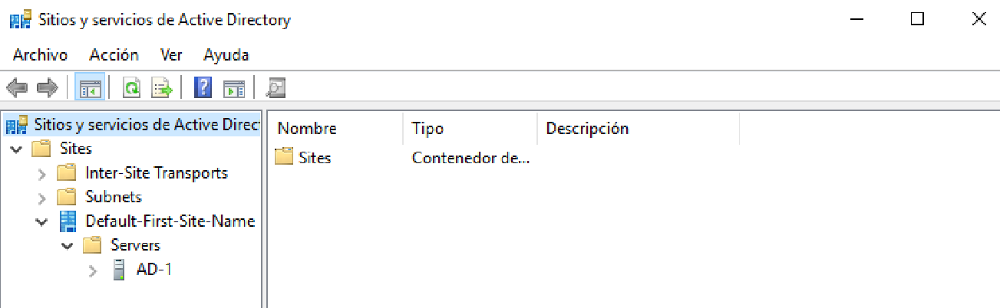 Sitios y servicios de Active Directory
Archivo Acción Ver Ayuda
Sitios y servicios de Active Direc
Sites
Inter-Site Transports
Subnets
Default-First-Site-Name
Servers
AD-1
Nombre Tipo Descripción
Sites Contenedor de...